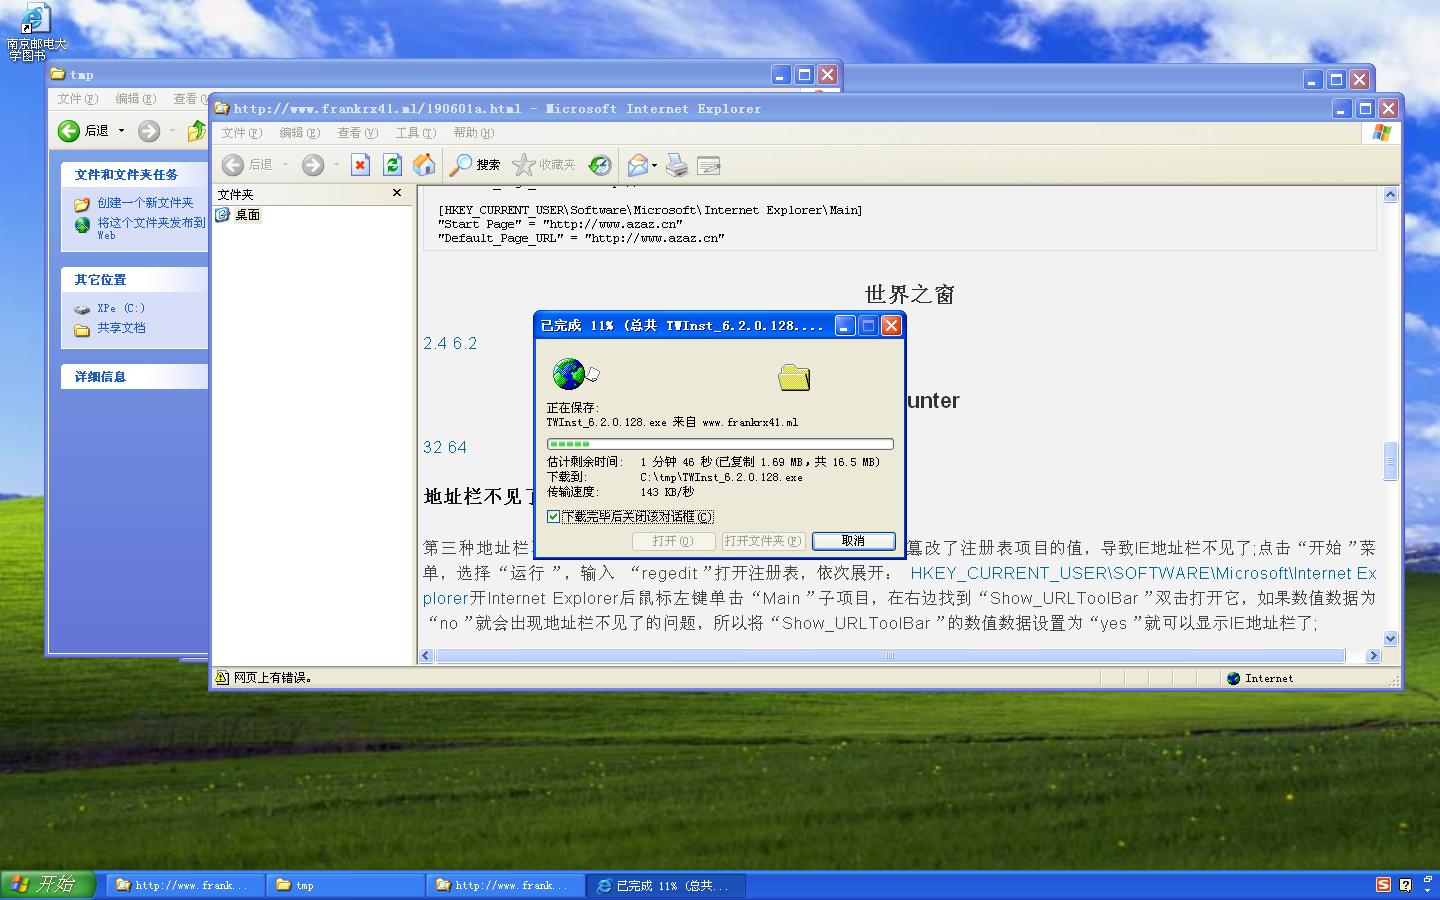 南京邮电大
学图书
tmp
文件(F) 编辑(E) 查看(V)
后退
文件和文件夹任务
创建一个新文件夹
将这个文件夹发布到
Web
其它位置
XPe (C:)
共享文档
详细信息
http://www.frankrx41.ml/190601a.html - Microsoft Internet Explorer
文件(F) 编辑(E) 查看(V) 工具(T) 帮助(H)
后退 搜索 收藏夹
文件夹
桌面
[HKEY_CURRENT_USER\Software\Microsoft\Internet Explorer\Main]
"Start Page" = "http://www.azaz.cn"
"Default_Page_URL" = "http://www.azaz.cn"
世界之窗
2.4 6.2
unter
32 64
地址栏不见了
第三种地址栏
篡改了注册表项目的值，导致IE地址栏不见了;点击“开始”菜
单，选择“运行”，输入 “regedit”打开注册表，依次展开： HKEY_CURRENT_USER\SOFTWARE\Microsoft\Internet Ex
plorer开Internet Explorer后鼠标左键单击“Main”子项目，在右边找到“Show_URLToolBar”双击打开它，如果数值数据为
“no”就会出现地址栏不见了的问题，所以将“Show_URLToolBar”的数值数据设置为“yes”就可以显示IE地址栏了;
网页上有错误。
Internet
已完成 11% (总共 TWInst_6.2.0.128....
正在保存:
TWInst_6.2.0.128.exe 来自 www.frankrx41.ml
估计剩余时间: 1 分钟 46 秒(已复制 1.69 MB，共 16.5 MB)
下载到: C:\tmp\TWInst_6.2.0.128.exe
传输速度: 143 KB/秒
下载完毕后关闭该对话框(C)
打开(O) 打开文件夹(F) 取消
开始
http://www.frank...
tmp
http://www.frank...
已完成 11% (总共...